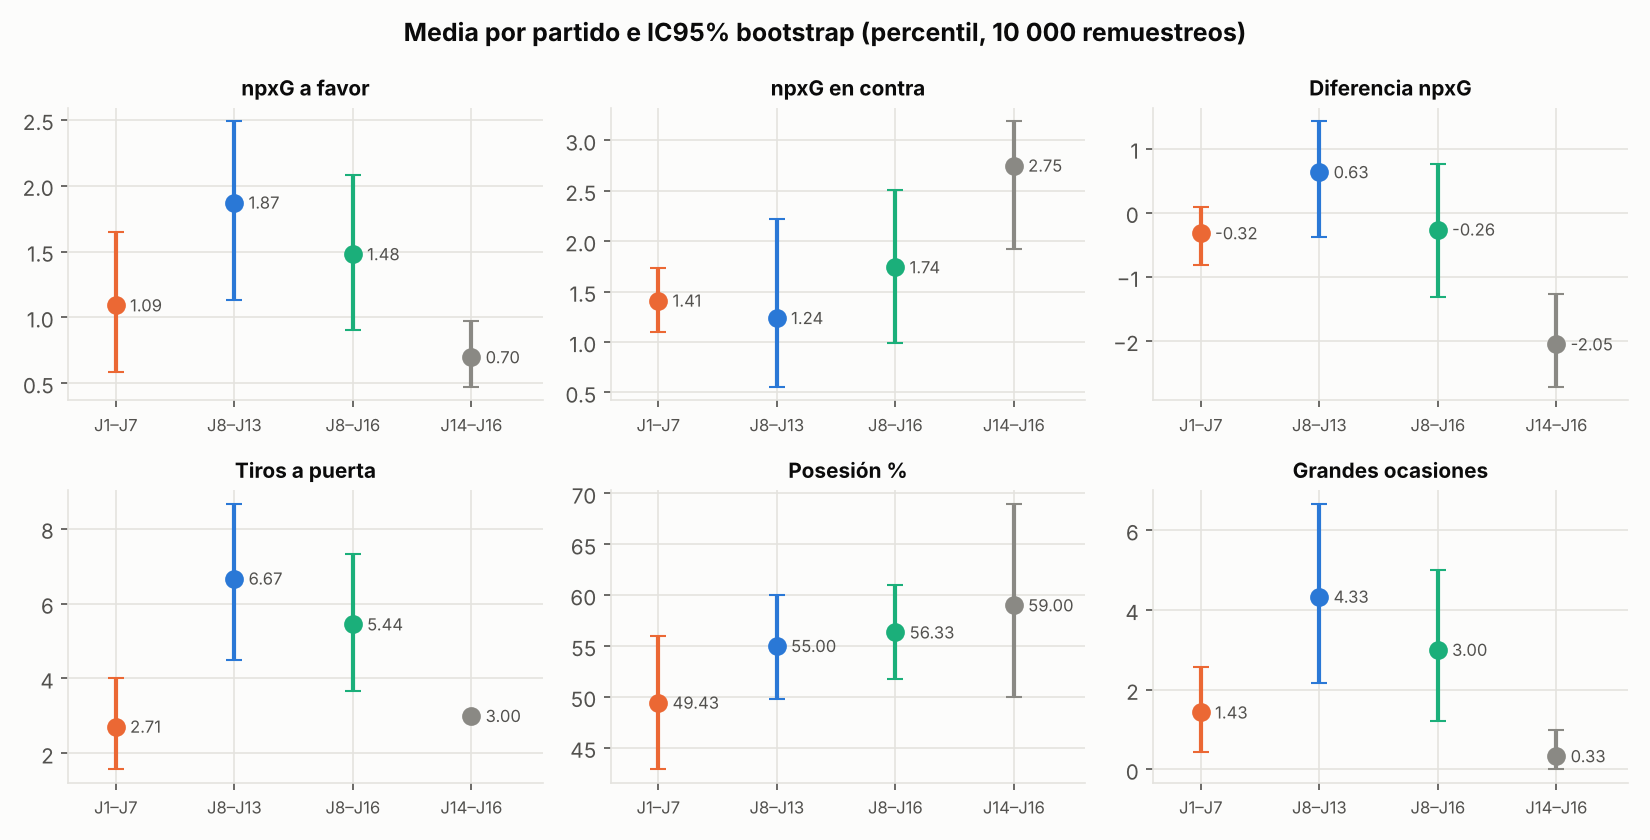 Media por partido e IC95% bootstrap (percentil, 10 000 remuestreos)
npxG a favor
2.5
2.0
1.5
1.0
0.5
1.09
1.87
1.48
0.70
J1–J7
J8–J13
J8–J16
J14–J16
npxG en contra
3.0
2.5
2.0
1.5
1.0
0.5
1.41
1.24
1.74
2.75
J1–J7
J8–J13
J8–J16
J14–J16
Diferencia npxG
1
0
−1
−2
-0.32
0.63
-0.26
-2.05
J1–J7
J8–J13
J8–J16
J14–J16
Tiros a puerta
8
6
4
2
2.71
6.67
5.44
3.00
J1–J7
J8–J13
J8–J16
J14–J16
Posesión %
70
65
60
55
50
45
49.43
55.00
56.33
59.00
J1–J7
J8–J13
J8–J16
J14–J16
Grandes ocasiones
6
4
2
0
1.43
4.33
3.00
0.33
J1–J7
J8–J13
J8–J16
J14–J16